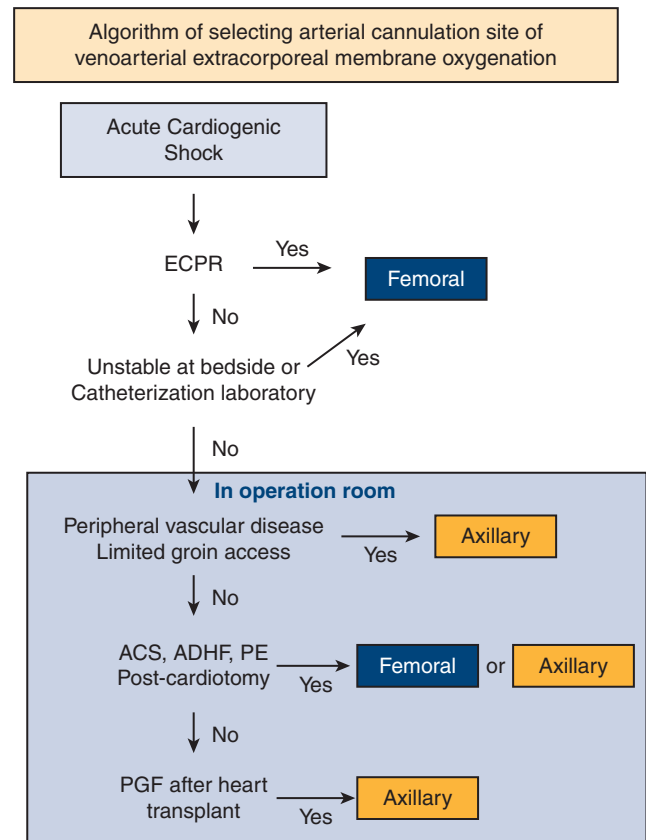 Algorithm of selecting arterial cannulation site of
venoarterial extracorporeal membrane oxygenation
Acute Cardiogenic
Shock
ECPR
Yes
Femoral
No
Unstable at bedside or
Catheterization laboratory
Yes
No
In operation room
Peripheral vascular disease
Limited groin access
Yes
Axillary
No
ACS, ADHF, PE
Post-cardiotomy
Yes
Femoral or Axillary
No
PGF after heart
transplant
Yes
Axillary